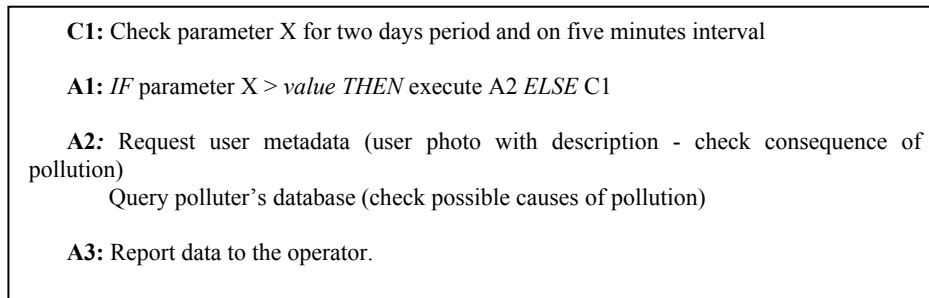 C1: Check parameter X for two days period and on five minutes interval
A1: IF parameter X > value THEN execute A2 ELSE C1
A2: Request user metadata (user photo with description - check consequence of
pollution)
Query polluter’s database (check possible causes of pollution)
A3: Report data to the operator.